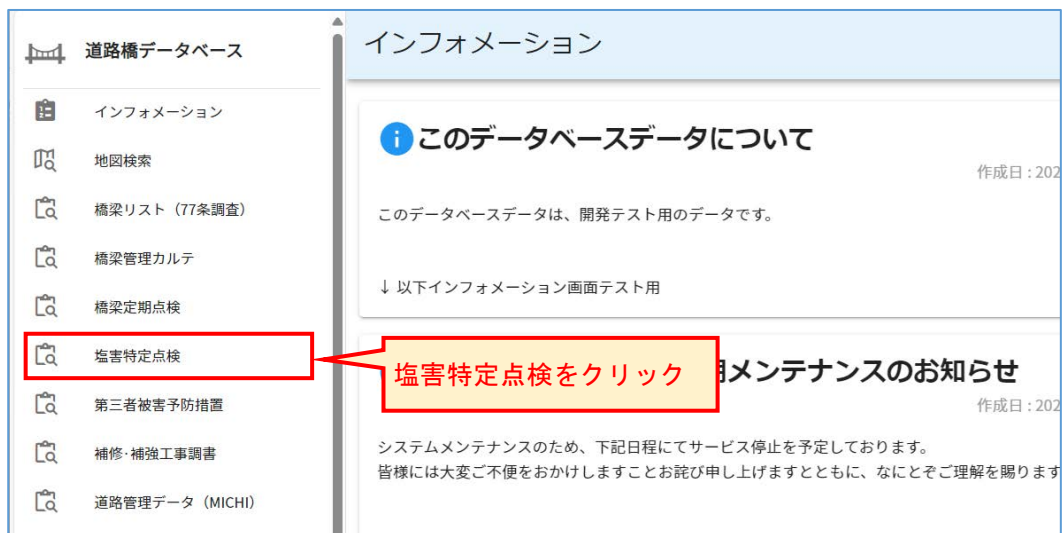 道路橋データベース
インフォメーション
地図検索
橋梁リスト（77条調査）
橋梁管理カルテ
橋梁定期点検
塩害特定点検
第三者被害予防措置
補修･補強工事調書
道路管理データ（MICHI）
インフォメーション
このデータベースデータについて
作成日 : 202
このデータベースデータは、開発テスト用のデータです。
↓ 以下インフォメーション画面テスト用
塩害特定点検をクリック
メンテナンスのお知らせ
作成日 : 202
システムメンテナンスのため、下記日程にてサービス停止を予定しております。
皆様には大変ご不便をおかけしますことお詫び申し上げますとともに、なにとぞご理解を賜ります